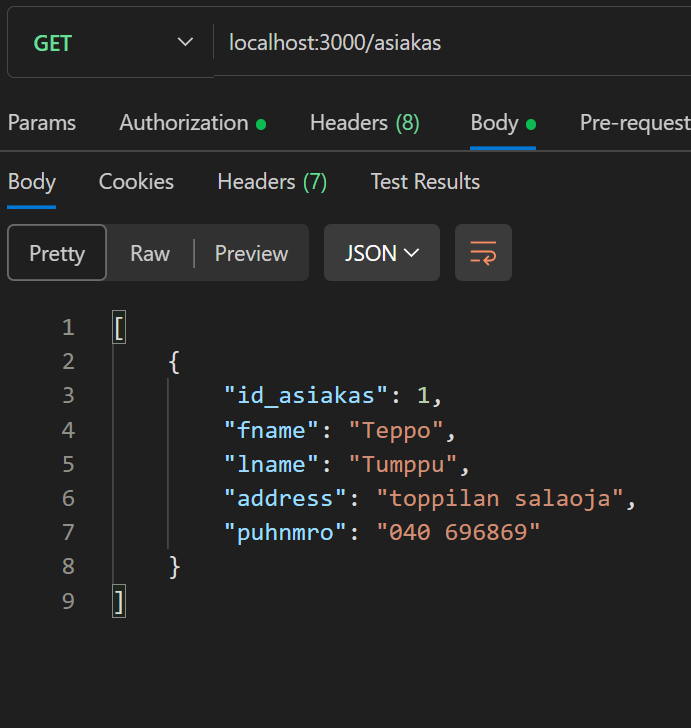 GET localhost:3000/asiakas
Params Authorization Headers (8) Body Pre-request
Body Cookies Headers (7) Test Results
Pretty Raw Preview JSON
1 [
2 {
3 "id_asiakas": 1,
4 "fname": "Teppo",
5 "lname": "Tumppu",
6 "address": "toppilan salaoja",
7 "puhnmro": "040 696869"
8 }
9 ]